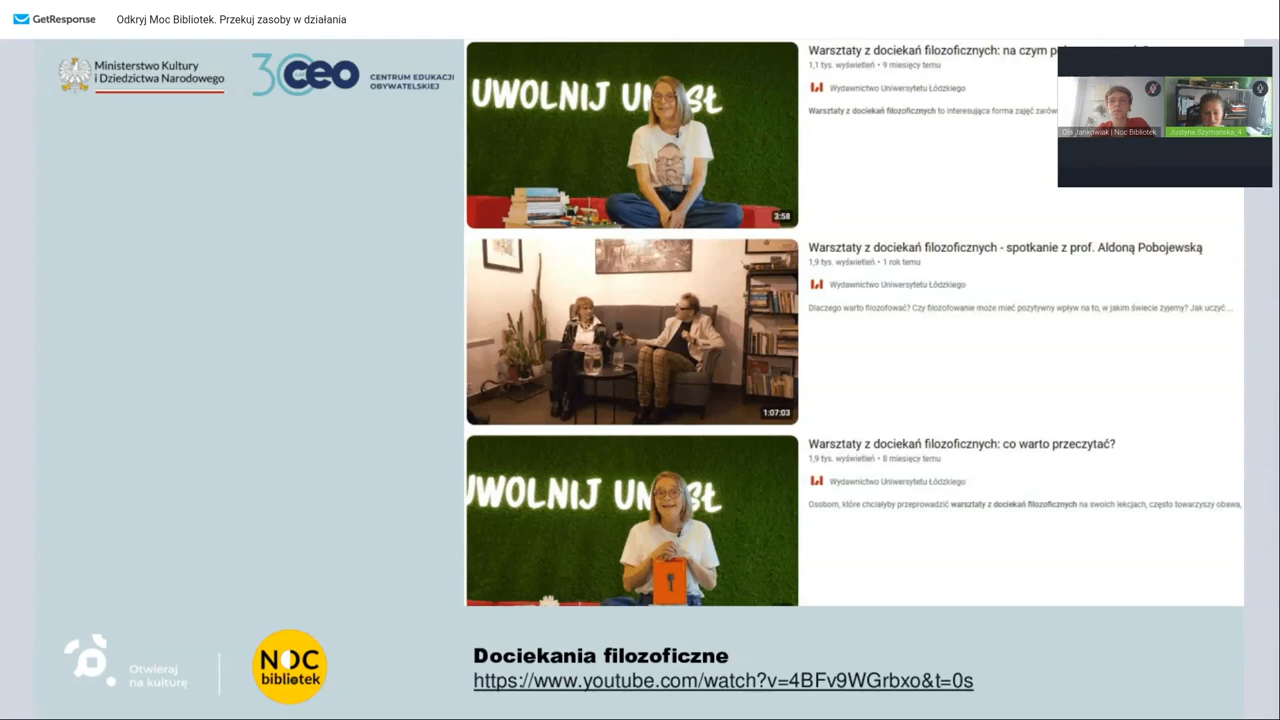 GetResponse
Odkryj Moc Bibliotek. Przekuj zasoby w działania
Ministerstwo Kultury
i Dziedzictwa Narodowego
30 ceo
CENTRUM EDUKACJI
OBYWATELSKIEJ
UWOLNIJ
3:58
Warsztaty z dociekań filozoficznych: na czym
1,1 tys. wyświetleń • 9 miesięcy temu
Wydawnictwo Uniwersytetu Łódzkiego
Warsztaty z dociekań filozoficznych to interesująca forma zajęć
Ola Jankowiak | Noc Bibliotek
Justyna Szymańska_4
1:07:03
Warsztaty z dociekań filozoficznych - spotkanie z prof. Aldoną Pobojewską
1,9 tys. wyświetleń • 1 rok temu
Wydawnictwo Uniwersytetu Łódzkiego
Dlaczego warto filozofować? Czy filozofowanie może mieć pozytywny wpływ na to, w jakim świecie żyjemy? Jak uczyć ...
UWOLNIJ
Warsztaty z dociekań filozoficznych: co warto przeczytać?
1,9 tys. wyświetleń • 8 miesięcy temu
Wydawnictwo Uniwersytetu Łódzkiego
Osobom, które chciałyby przeprowadzić warsztaty z dociekań filozoficznych na swoich lekcjach, często towarzyszy obawa,
Otwieraj
na kulturę
NOC
bibliotek
Dociekania filozoficzne
https://www.youtube.com/watch?v=4BFv9WGrbxo&t=0s